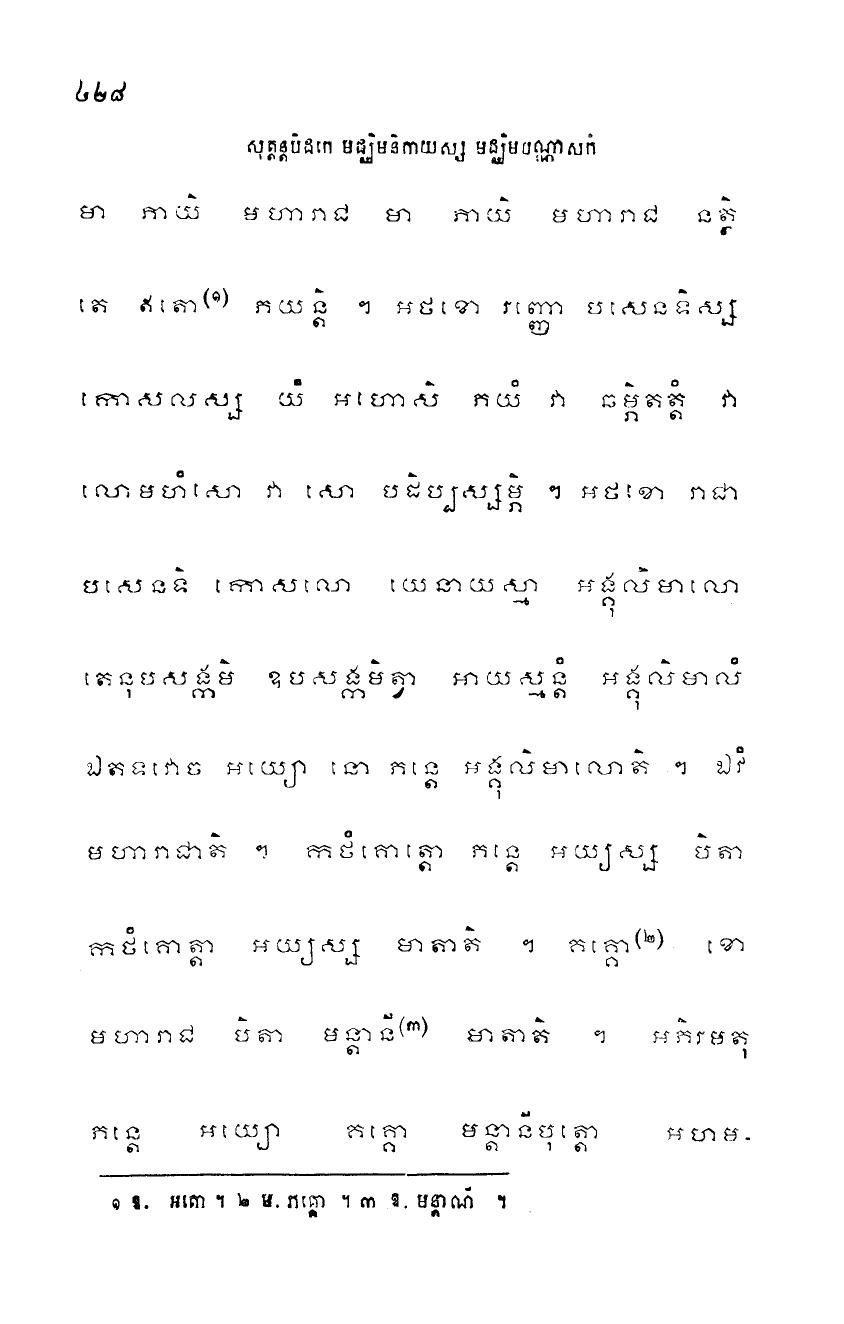 ៤២៨
សុត្តន្តបិដកេ មជ្ឈិមនិកាយស្ស មជ្ឈិមបណ្ណាសកំ
មា ភាយិ មហារាជ មា ភាយិ មហារាជ នត្ថិ
តេ ឥតោ(១) ភយន្តិ ។ អថខោ រញ្ញោ បសេនទិស្ស
កោសលស្ស យំ អហោសិ ភយំ វា ឆម្ភិតត្តំ វា
លោមហំសោ វា សោ បដិប្បស្សម្ភិ ។ អថខោ រាជា
បសេនទិ កោសលោ យេនាយស្មា អង្គុលិមាលោ
តេនុបសង្កមិ ឧបសង្កមិត្វា អាយស្មន្តំ អង្គុលិមាលំ
ឯតទវោច អយ្យោ នោ ភន្តេ អង្គុលិមាលោតិ ។ ឯវំ
មហារាជាតិ ។ កថំគោត្តោ ភន្តេ អយ្យស្ស បិតា
កថំគោត្តា អយ្យស្ស មាតាតិ ។ គគ្គោ(២) ខោ
មហារាជ បិតា មន្តានី(៣) មាតាតិ ។ អភិរមតុ
ភន្តេ អយ្យោ គគ្គោ មន្តានីបុត្តោ អហម-
១ ឱ. អតោ ។ ២ ម. ភគ្គោ ។ ៣ ឱ. មន្តាណី ។